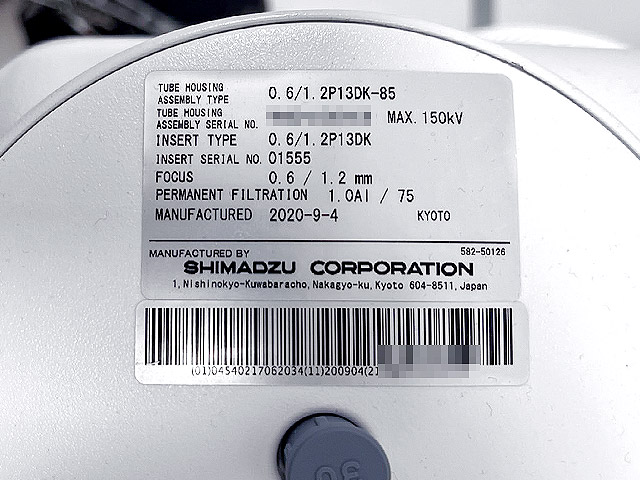 TUBE HOUSING
ASSEMBLY TYPE 0.6/1.2P13DK-85
TUBE HOUSING
ASSEMBLY SERIAL NO. MAX. 150kV
INSERT TYPE 0.6/1.2P13DK
INSERT SERIAL NO. 01555
FOCUS 0.6 / 1.2 mm
PERMANENT FILTRATION 1.0Al / 75
MANUFACTURED 2020-9-4 KYOTO
MANUFACTURED BY 582-50126
SHIMADZU CORPORATION
1, Nishinokyo-Kuwabaracho, Nakagyo-ku, Kyoto 604-8511, Japan
(01)04540217062034(11)200904(21
30